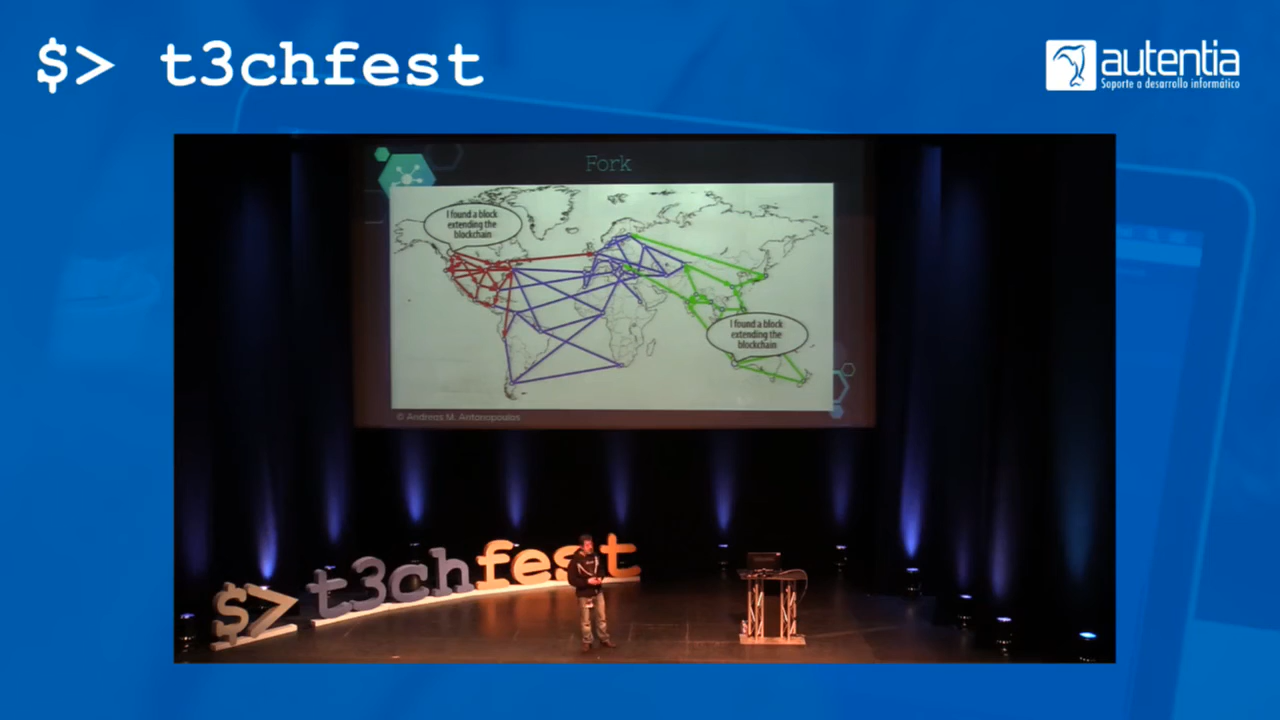 $> t3chfest
autentia
Soporte a desarrollo informático
Fork
I found a block
extending the
blockchain
I found a block
extending the
blockchain
© Andreas M. Antonopoulos
$> t3chfest